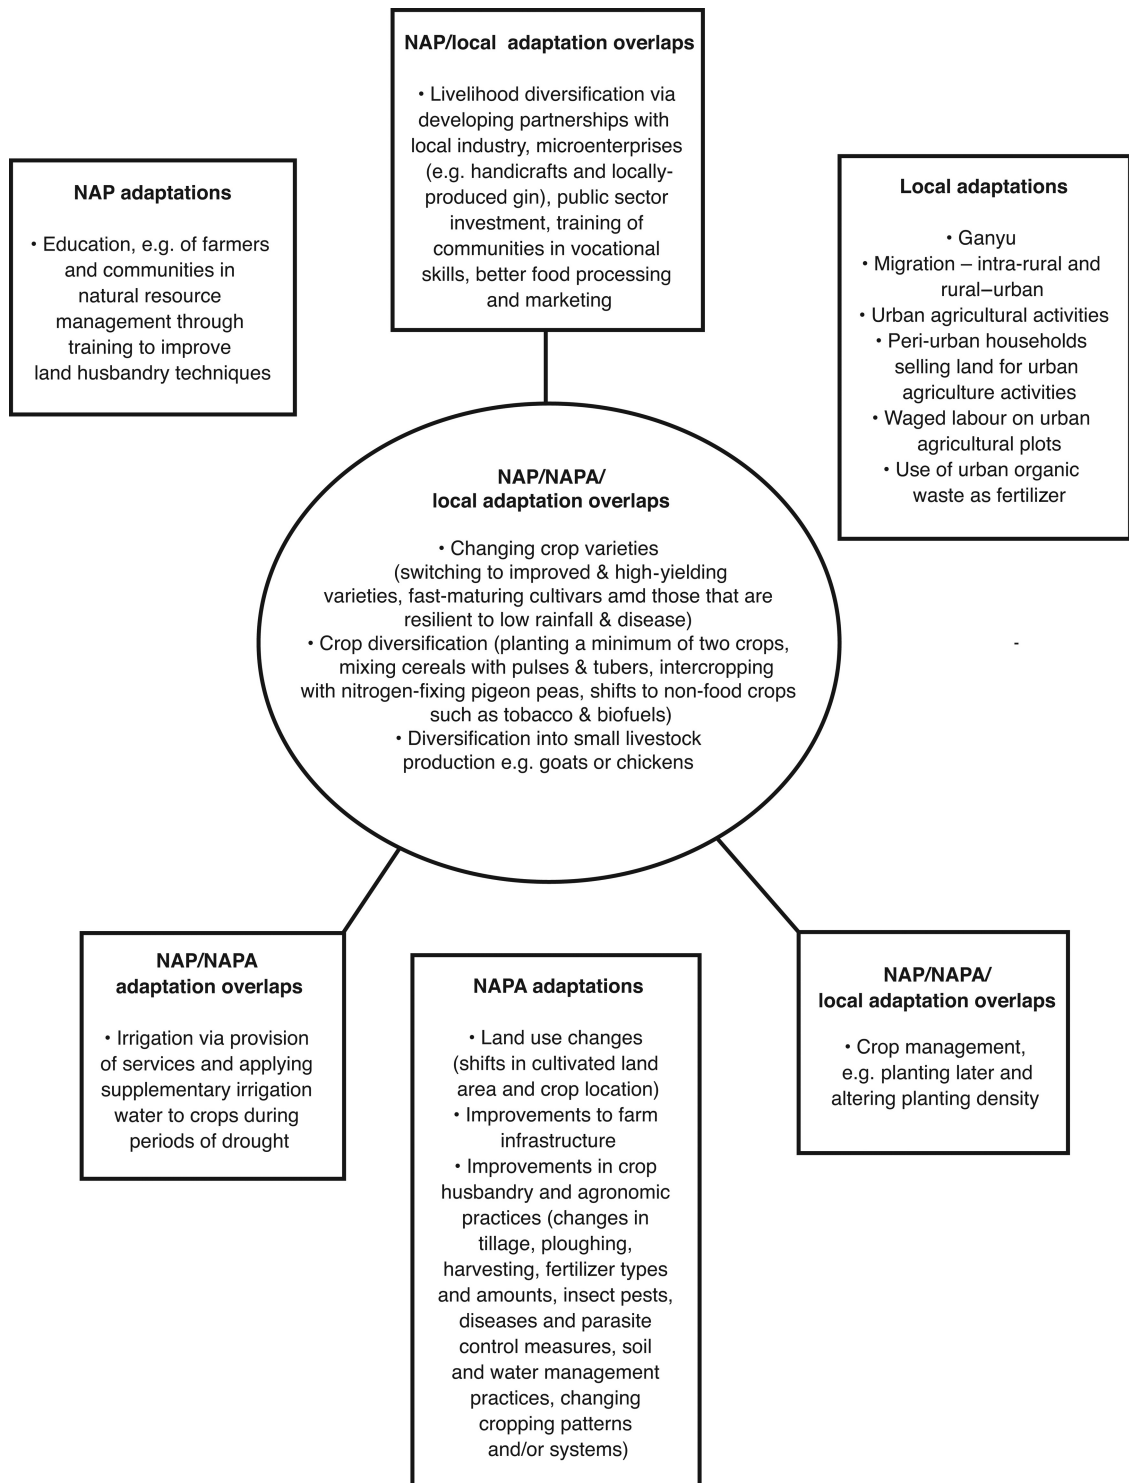 NAP/local adaptation overlaps
• Livelihood diversification via
developing partnerships with
local industry, microenterprises
(e.g. handicrafts and locally-
produced gin), public sector
investment, training of
communities in vocational
skills, better food processing
and marketing
NAP adaptations
• Education, e.g. of farmers
and communities in
natural resource
management through
training to improve
land husbandry techniques
Local adaptations
• Ganyu
• Migration – intra-rural and
rural–urban
• Urban agricultural activities
• Peri-urban households
selling land for urban
agriculture activities
• Waged labour on urban
agricultural plots
• Use of urban organic
waste as fertilizer
NAP/NAPA/
local adaptation overlaps
• Changing crop varieties
(switching to improved & high-yielding
varieties, fast-maturing cultivars amd those that are
resilient to low rainfall & disease)
• Crop diversification (planting a minimum of two crops,
mixing cereals with pulses & tubers, intercropping
with nitrogen-fixing pigeon peas, shifts to non-food crops
such as tobacco & biofuels)
• Diversification into small livestock
production e.g. goats or chickens
-
NAP/NAPA
adaptation overlaps
• Irrigation via provision
of services and applying
supplementary irrigation
water to crops during
periods of drought
NAPA adaptations
• Land use changes
(shifts in cultivated land
area and crop location)
• Improvements to farm
infrastructure
• Improvements in crop
husbandry and agronomic
practices (changes in
tillage, ploughing,
harvesting, fertilizer types
and amounts, insect pests,
diseases and parasite
control measures, soil
and water management
practices, changing
cropping patterns
and/or systems)
NAP/NAPA/
local adaptation overlaps
• Crop management,
e.g. planting later and
altering planting density